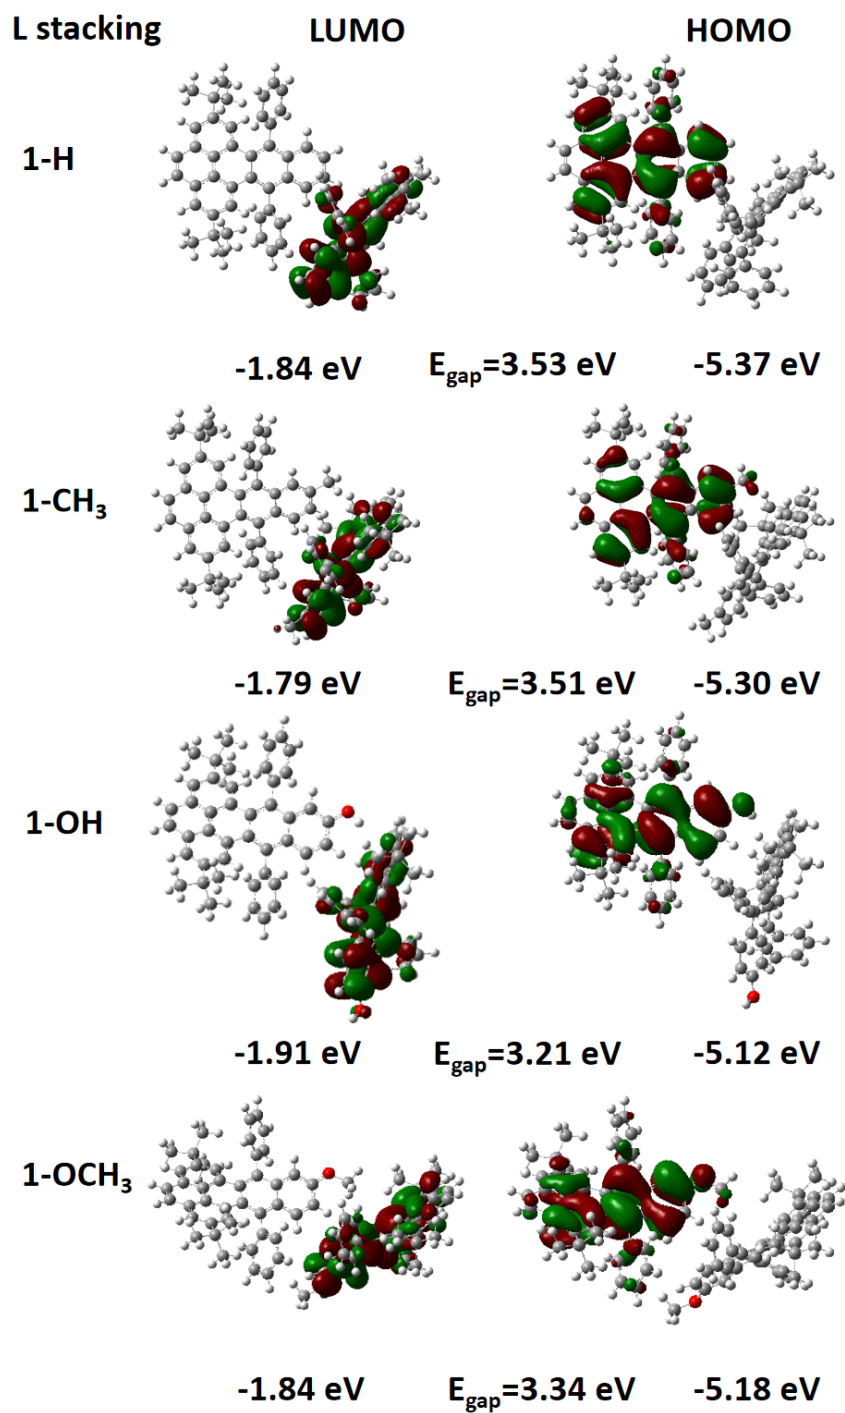 L stacking LUMO HOMO
1-H
-1.84 eV Egap=3.53 eV -5.37 eV
1-CH3
-1.79 eV Egap=3.51 eV -5.30 eV
1-OH
-1.91 eV Egap=3.21 eV -5.12 eV
1-OCH3
-1.84 eV Egap=3.34 eV -5.18 eV